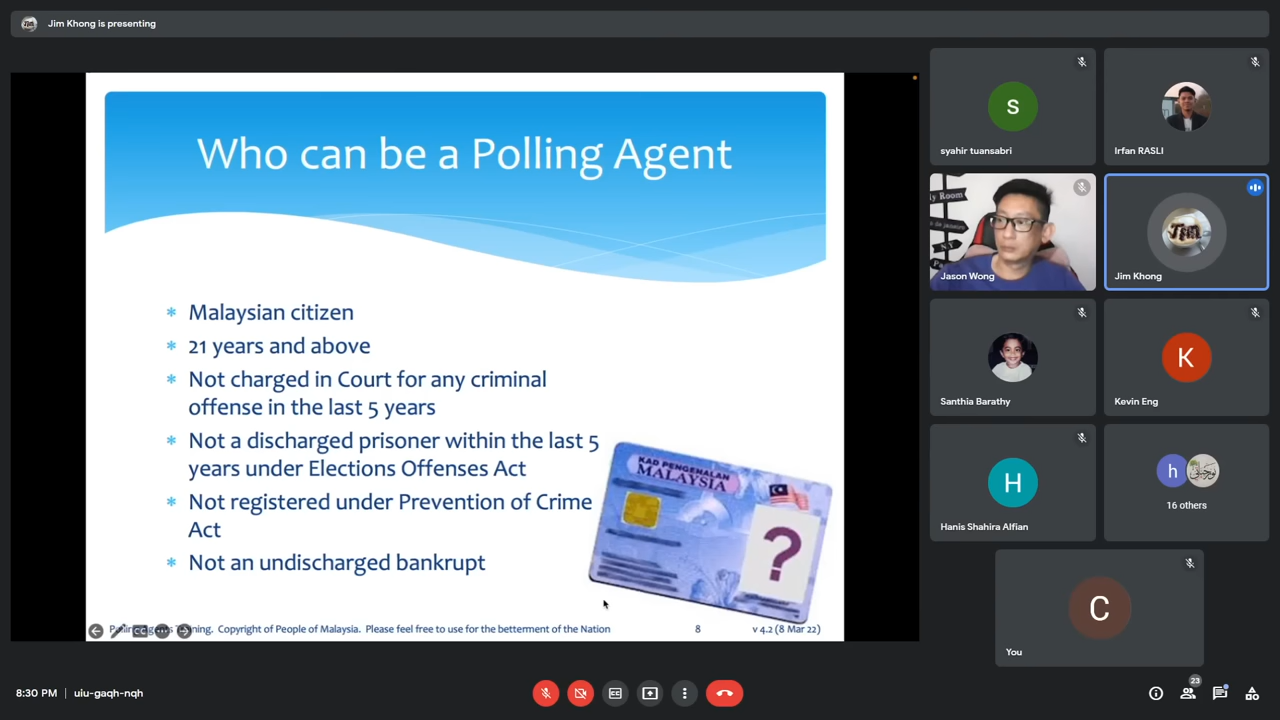 Jim Khong is presenting
Who can be a Polling Agent
* Malaysian citizen
* 21 years and above
* Not charged in Court for any criminal
offense in the last 5 years
* Not a discharged prisoner within the last 5
years under Elections Offenses Act
* Not registered under Prevention of Crime
Act
* Not an undischarged bankrupt
KAD PENGENALAN
MALAYSIA
?
Copyright of People of Malaysia. Please feel free to use for the betterment of the Nation
8
v 4.2 (8 Mar 22)
S
syahir tuansabri
Irfan RASLI
Jason Wong
Jim
Jim Khong
Santhia Barathy
K
Kevin Eng
H
Hanis Shahira Alfian
h
16 others
C
You
8:30 PM | uiu-gaqh-nqh
23